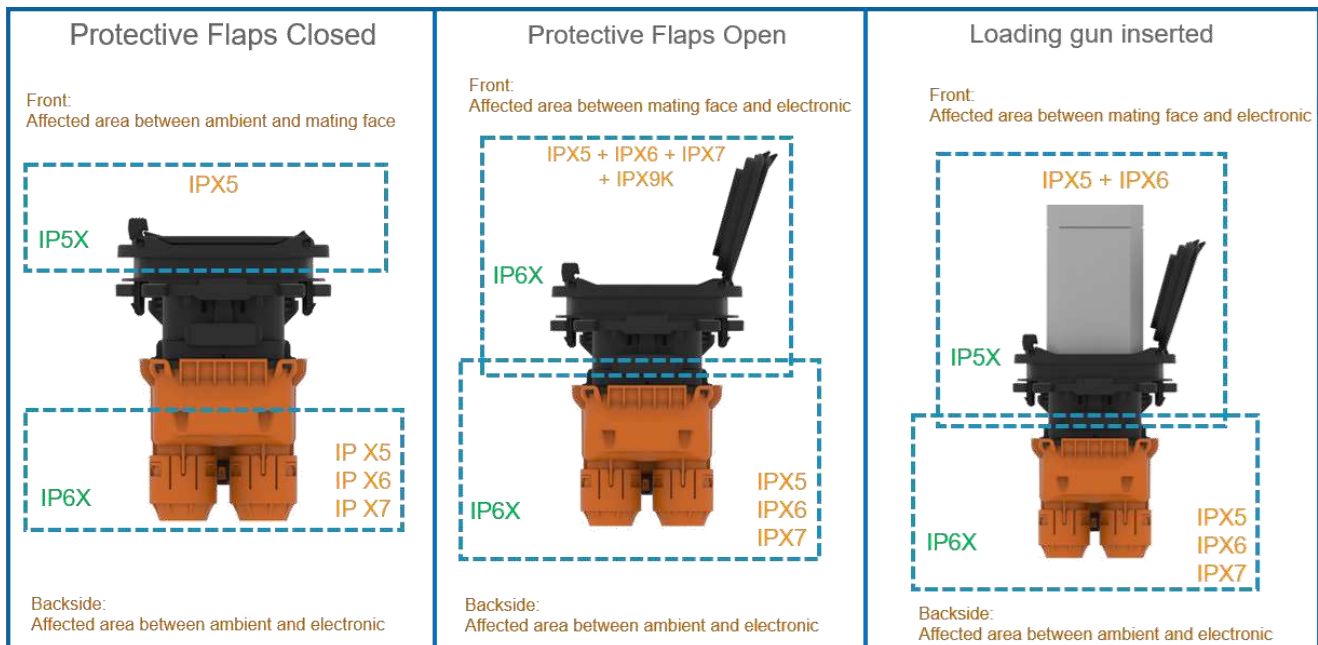 Protective Flaps Closed
Front:
Affected area between ambient and mating face
IPX5
IP5X
IP X5
IP X6
IP6X
IP X7
Backside:
Affected area between ambient and electronic
Protective Flaps Open
Front:
Affected area between mating face and electronic
IPX5 + IPX6 + IPX7
+ IPX9K
IP6X
IPX5
IP6X
IPX6
IPX7
Backside:
Affected area between ambient and electronic
Loading gun inserted
Front:
Affected area between mating face and electronic
IPX5 + IPX6
IP5X
IPX5
IP6X
IPX6
IPX7
Backside:
Affected area between ambient and electronic